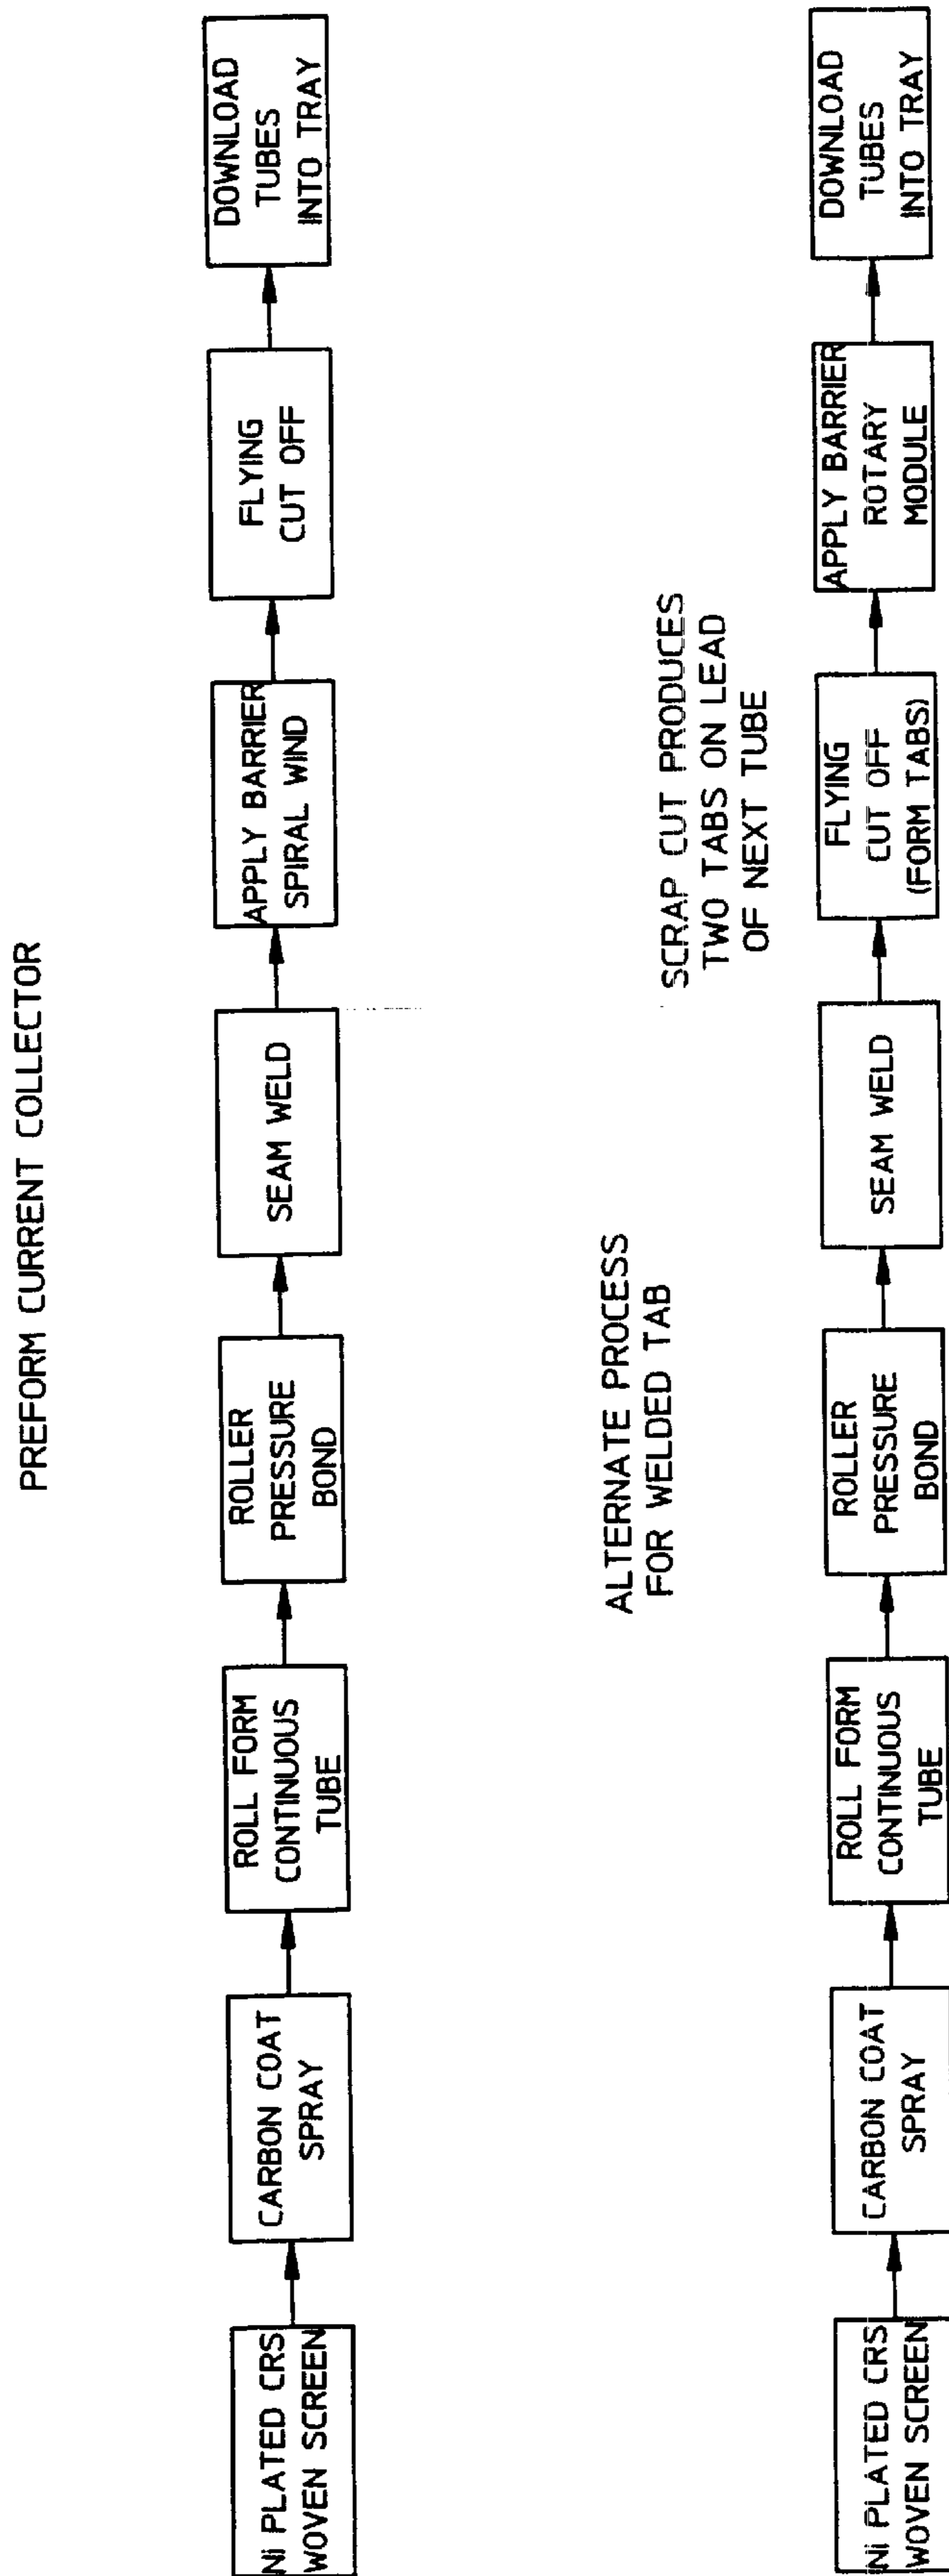 PREFORM CURRENT COLLECTOR
Ni PLATED CRS
WOVEN SCREEN
CARBON COAT
SPRAY
ROLL FORM
CONTINUOUS
TUBE
ROLLER
PRESSURE
BOND
SEAM WELD
APPLY BARRIER
SPIRAL WIND
FLYING
CUT OFF
DOWNLOAD
TUBES
INTO TRAY
ALTERNATE PROCESS
FOR WELDED TAB
SCRAP CUT PRODUCES
TWO TABS ON LEAD
OF NEXT TUBE
Ni PLATED CRS
WOVEN SCREEN
CARBON COAT
SPRAY
ROLL FORM
CONTINUOUS
TUBE
ROLLER
PRESSURE
BOND
SEAM WELD
FLYING
CUT OFF
(FORM TABS)
APPLY BARRIER
ROTARY
MODULE
DOWNLOAD
TUBES
INTO TRAY